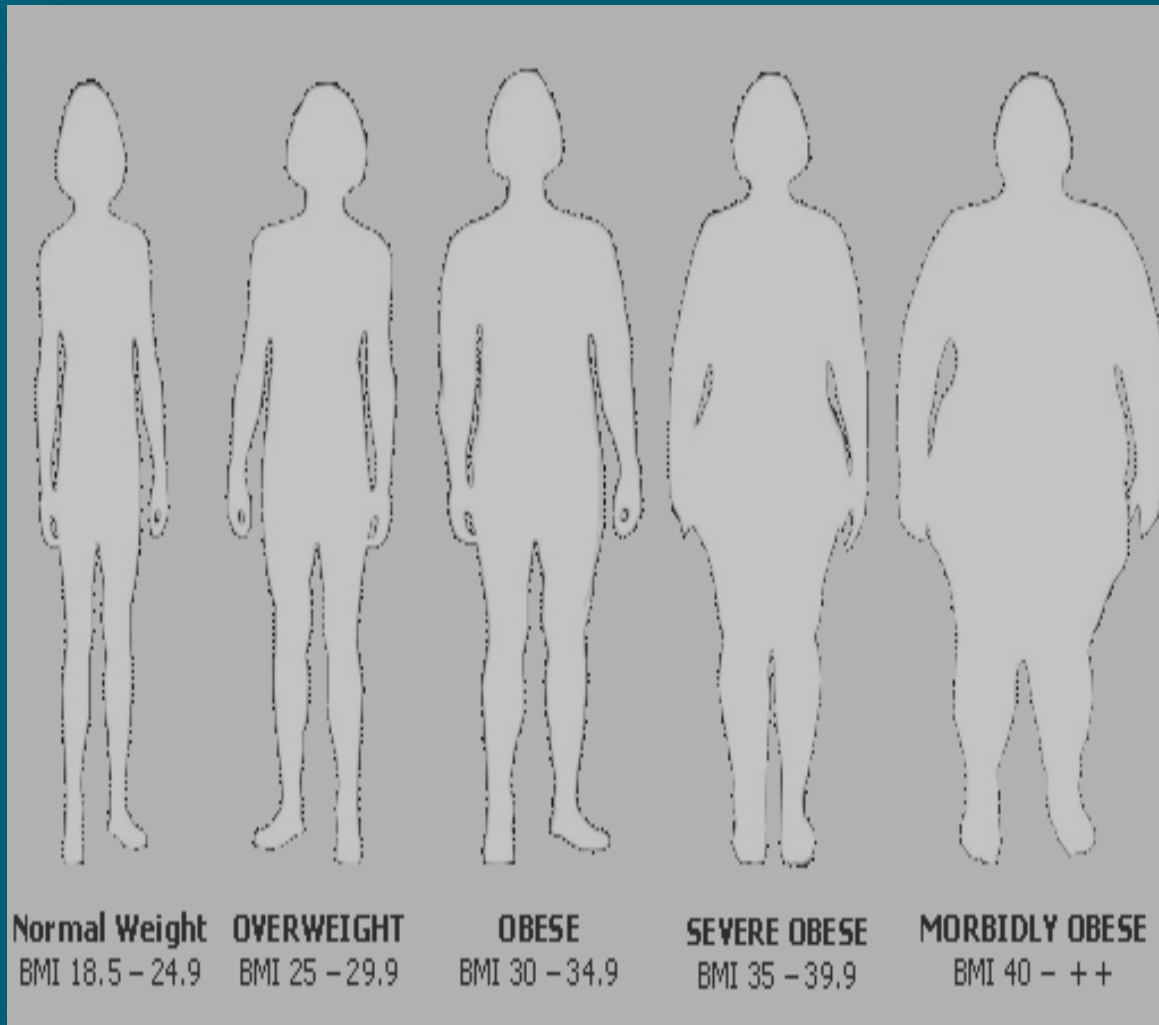 Normal Weight
BMI 18.5 – 24.9
OVERWEIGHT
BMI 25 – 29.9
OBESE
BMI 30 – 34.9
SEVERE OBESE
BMI 35 – 39.9
MORBIDLY OBESE
BMI 40 – ++